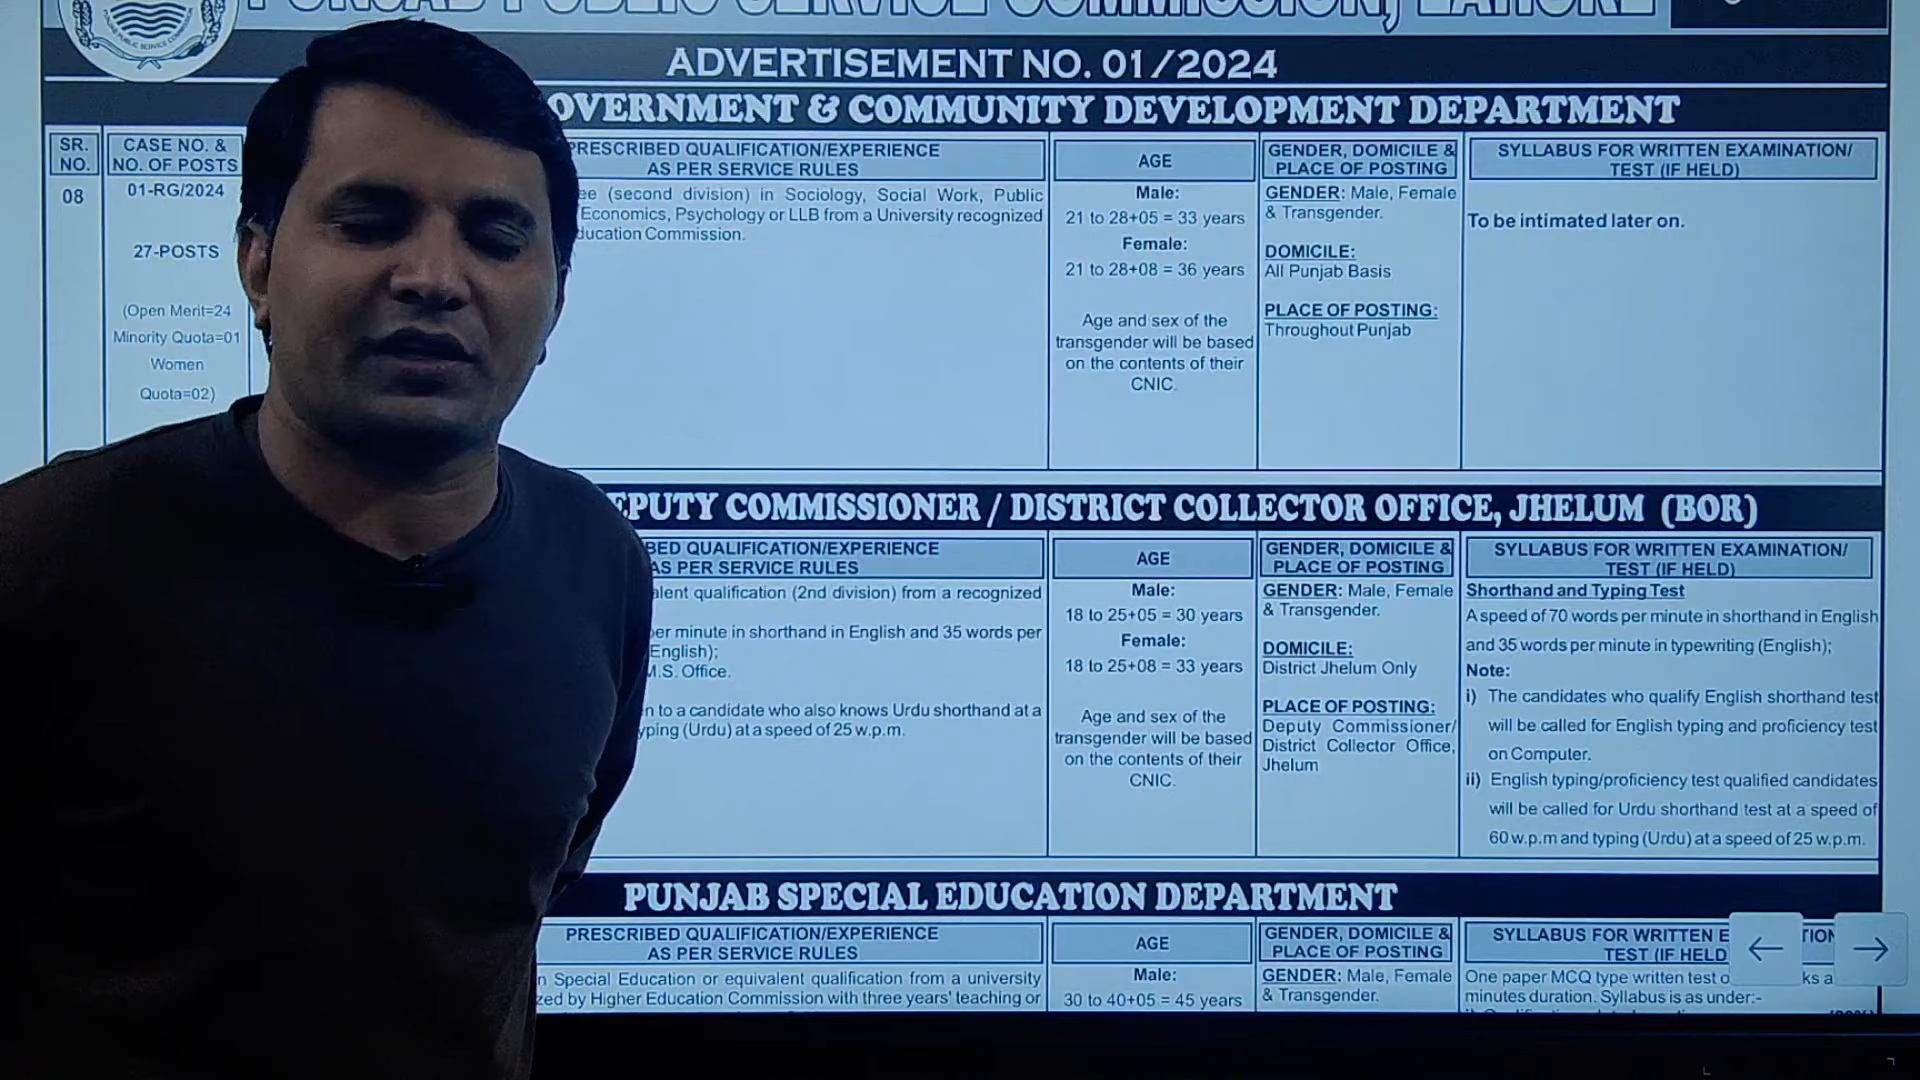 PUNJAB PUBLIC SERVICE COMMISSION, LAHORE
ADVERTISEMENT NO. 01/2024
OVERNMENT & COMMUNITY DEVELOPMENT DEPARTMENT
SR. NO.
CASE NO. & NO. OF POSTS
PRESCRIBED QUALIFICATION/EXPERIENCE
AS PER SERVICE RULES
AGE
GENDER, DOMICILE &
PLACE OF POSTING
SYLLABUS FOR WRITTEN EXAMINATION/
TEST (IF HELD)
08
01-RG/2024
27-POSTS
(Open Merit=24
Minority Quota=01
Women
Quota=02)
ee (second division) in Sociology, Social Work, Public
Economics, Psychology or LLB from a University recognized
ducation Commission.
Male:
21 to 28+05 = 33 years
Female:
21 to 28+08 = 36 years
Age and sex of the
transgender will be based
on the contents of their
CNIC.
GENDER: Male, Female
& Transgender.
DOMICILE:
All Punjab Basis
PLACE OF POSTING:
Throughout Punjab
To be intimated later on.
EPUTY COMMISSIONER / DISTRICT COLLECTOR OFFICE, JHELUM (BOR)
BED QUALIFICATION/EXPERIENCE
AS PER SERVICE RULES
AGE
GENDER, DOMICILE &
PLACE OF POSTING
SYLLABUS FOR WRITTEN EXAMINATION/
TEST (IF HELD)
alent qualification (2nd division) from a recognized
per minute in shorthand in English and 35 words per
English);
M.S. Office.
n to a candidate who also knows Urdu shorthand at a
yping (Urdu) at a speed of 25 w.p.m.
Male:
18 to 25+05 = 30 years
Female:
18 to 25+08 = 33 years
Age and sex of the
transgender will be based
on the contents of their
CNIC.
GENDER: Male, Female
& Transgender.
DOMICILE:
District Jhelum Only
PLACE OF POSTING:
Deputy Commissioner/
District Collector Office,
Jhelum
Shorthand and Typing Test
A speed of 70 words per minute in shorthand in English
and 35 words per minute in typewriting (English);
Note:
i) The candidates who qualify English shorthand test
will be called for English typing and proficiency test
on Computer.
ii) English typing/proficiency test qualified candidates
will be called for Urdu shorthand test at a speed of
60 w.p.m and typing (Urdu) at a speed of 25 w.p.m.
PUNJAB SPECIAL EDUCATION DEPARTMENT
PRESCRIBED QUALIFICATION/EXPERIENCE
AS PER SERVICE RULES
AGE
GENDER, DOMICILE &
PLACE OF POSTING
SYLLABUS FOR WRITTEN E TION
TEST (IF HELD
n Special Education or equivalent qualification from a university
zed by Higher Education Commission with three years' teaching or
Male:
30 to 40+05 = 45 years
GENDER: Male, Female
& Transgender.
One paper MCQ type written test o ks a
minutes duration. Syllabus is as under:-